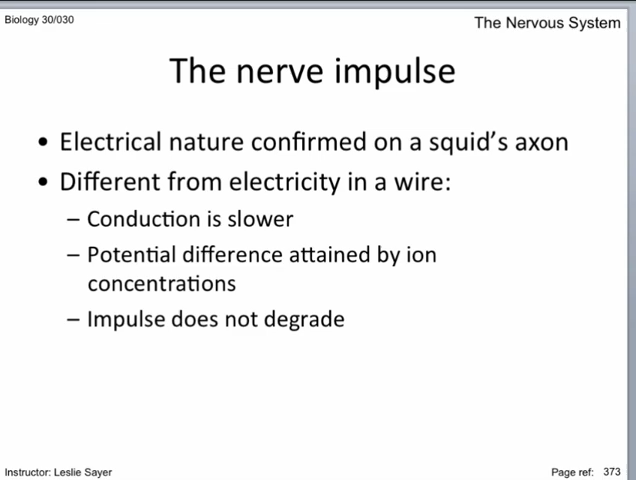 Biology 30/030
The Nervous System
The nerve impulse
• Electrical nature confirmed on a squid's axon
• Different from electricity in a wire:
– Conduction is slower
– Potential difference attained by ion
concentrations
– Impulse does not degrade
Instructor: Leslie Sayer
Page ref: 373